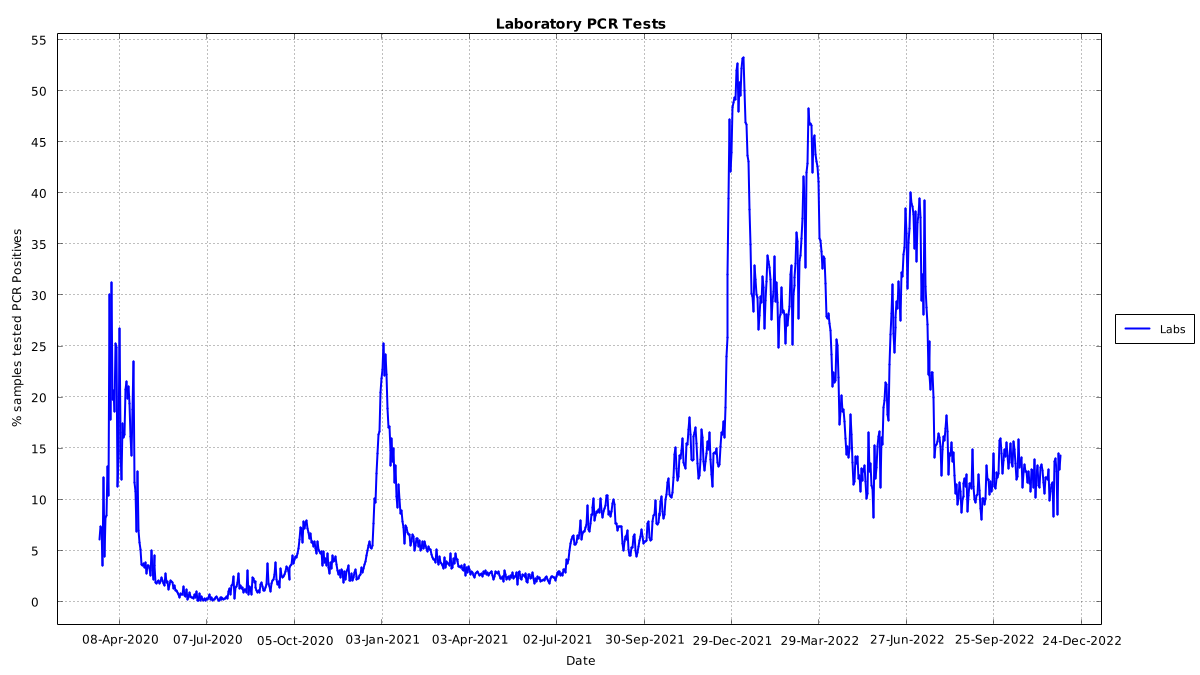 Laboratory PCR Tests
% samples tested PCR Positives
55
50
45
40
35
30
25
20
15
10
5
0
08-Apr-2020 07-Jul-2020 05-Oct-2020 03-Jan-2021 03-Apr-2021 02-Jul-2021 30-Sep-2021 29-Dec-2021 29-Mar-2022 27-Jun-2022 25-Sep-2022 24-Dec-2022
Date
Labs